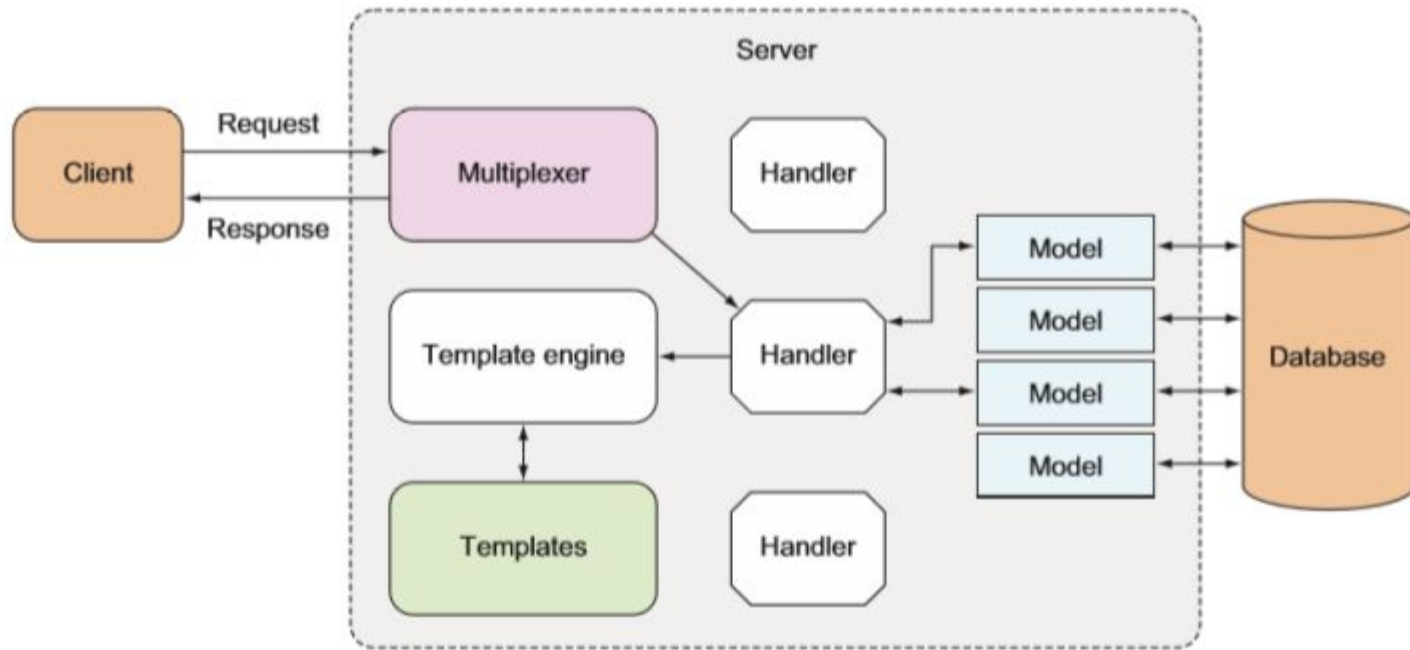 Server
Request
Client
Multiplexer
Handler
Response
Model
Model
Template engine
Handler
Database
Model
Model
Templates
Handler